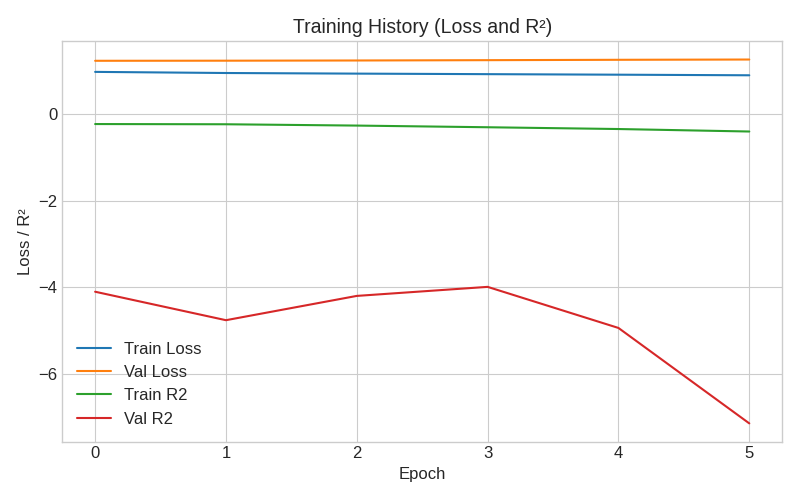 Training History (Loss and R²)
Loss / R²
0
−2
−4
−6
Train Loss
Val Loss
Train R2
Val R2
0 1 2 3 4 5
Epoch